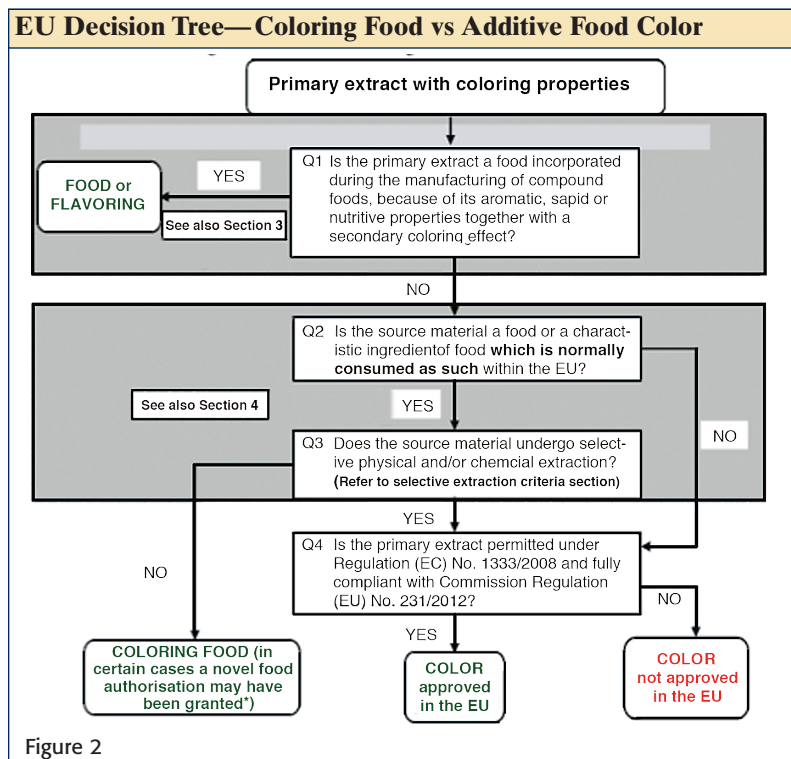 EU Decision Tree—Coloring Food vs Additive Food Color
Primary extract with coloring properties
Q1 Is the primary extract a food incorporated
during the manufacturing of compound
foods, because of its aromatic, sapid or
nutritive properties together with a
secondary coloring effect?
YES
FOOD or
FLAVORING
See also Section 3
NO
Q2 Is the source material a food or a charact-
istic ingredientof food which is normally
consumed as such within the EU?
See also Section 4
YES
NO
Q3 Does the source material undergo select-
ive physical and/or chemcial extraction?
(Refer to selective extraction criteria section)
YES
NO
Q4 Is the primary extract permitted under
Regulation (EC) No. 1333/2008 and fully
compliant with Commission Regulation
(EU) No. 231/2012?
NO
YES
COLORING FOOD (in
certain cases a novel food
authorisation may have
been granted*)
COLOR
approved
in the EU
COLOR
not approved
in the EU
Figure 2